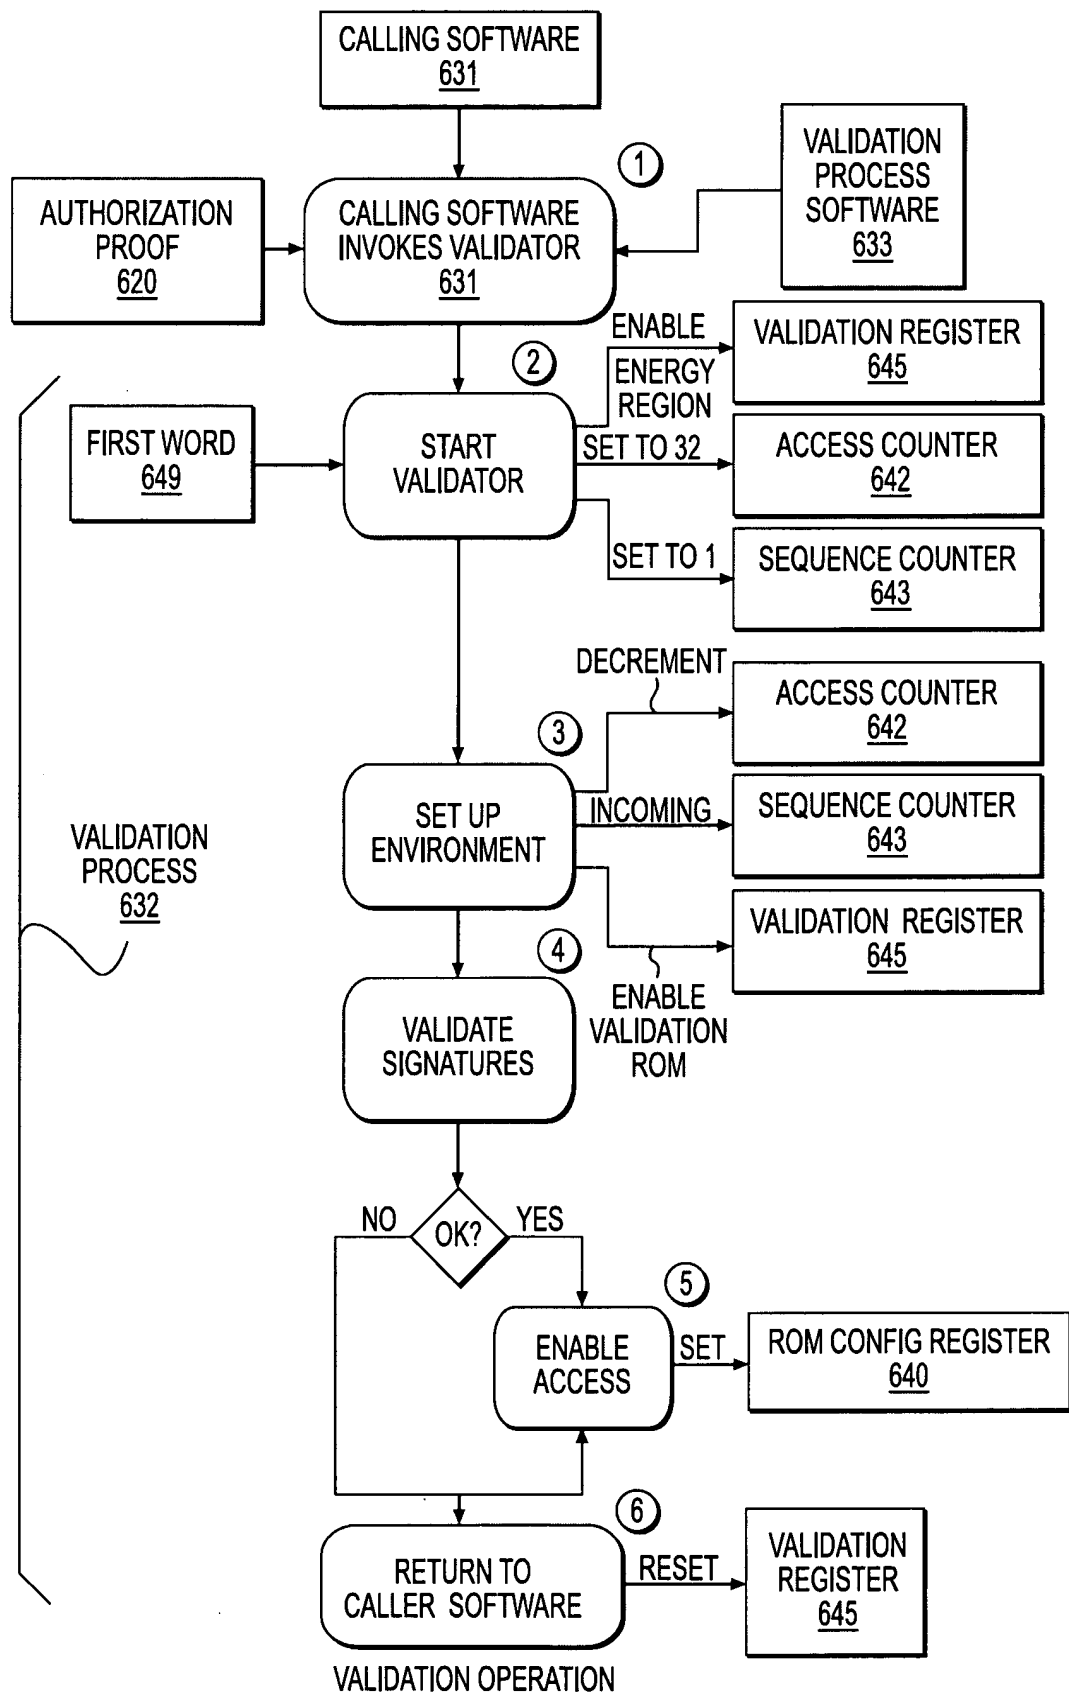 CALLING SOFTWARE
631
1
VALIDATION
PROCESS
SOFTWARE
633
AUTHORIZATION
PROOF
620
CALLING SOFTWARE
INVOKES VALIDATOR
631
2
ENABLE
ENERGY
REGION
VALIDATION REGISTER
645
FIRST WORD
649
START
VALIDATOR
SET TO 32
ACCESS COUNTER
642
SET TO 1
SEQUENCE COUNTER
643
DECREMENT
ACCESS COUNTER
642
3
SET UP
ENVIRONMENT
INCOMING
SEQUENCE COUNTER
643
VALIDATION
PROCESS
632
VALIDATION REGISTER
645
ENABLE
VALIDATION
ROM
4
VALIDATE
SIGNATURES
NO
OK?
YES
5
ENABLE
ACCESS
SET
ROM CONFIG REGISTER
640
6
RETURN TO
CALLER SOFTWARE
RESET
VALIDATION
REGISTER
645
VALIDATION OPERATION